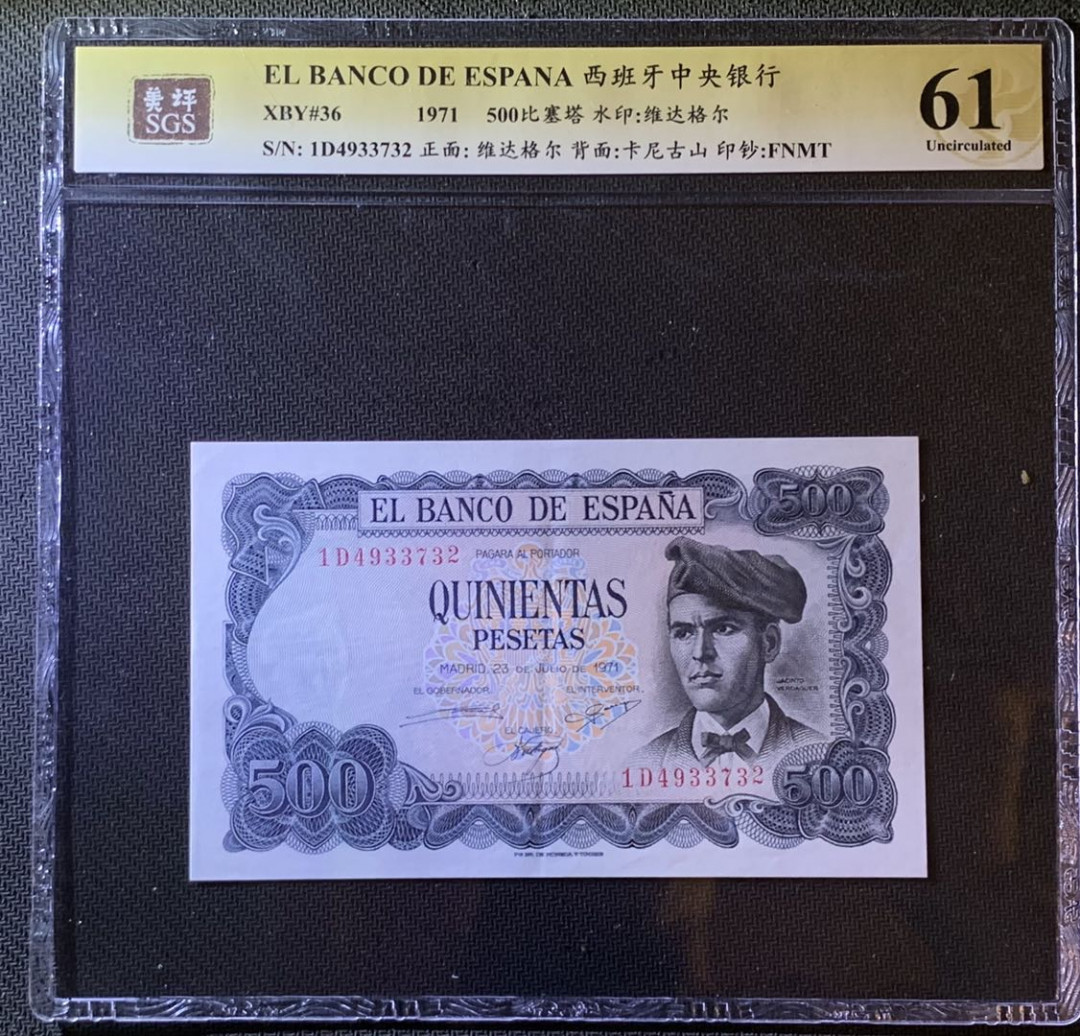 美评
SGS
EL BANCO DE ESPANA 西班牙中央银行
XBY#36 1971 500比塞塔 水印:维达格尔
S/N: 1D4933732 正面: 维达格尔 背面:卡尼古山 印钞:FNMT
61
Uncirculated
EL BANCO DE ESPAÑA
500
1D4933732 PAGARA AL PORTADOR
QUINIENTAS
PESETAS
MADRID, 23 DE JULIO DE 1971
JACINTO
VERDAGUER
EL GOBERNADOR, EL INTERVENTOR,
EL CAJERO,
1D4933732
500 500